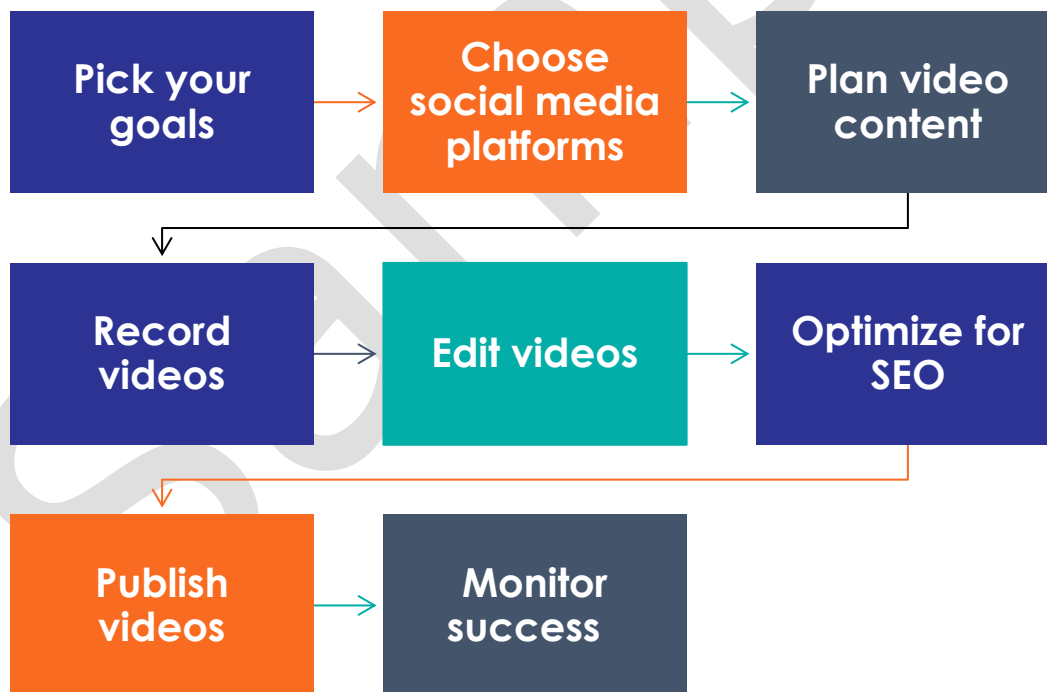 Pick your
goals
Choose
social media
platforms
Plan video
content
Record
videos
Edit videos
Optimize for
SEO
Publish
videos
Monitor
success